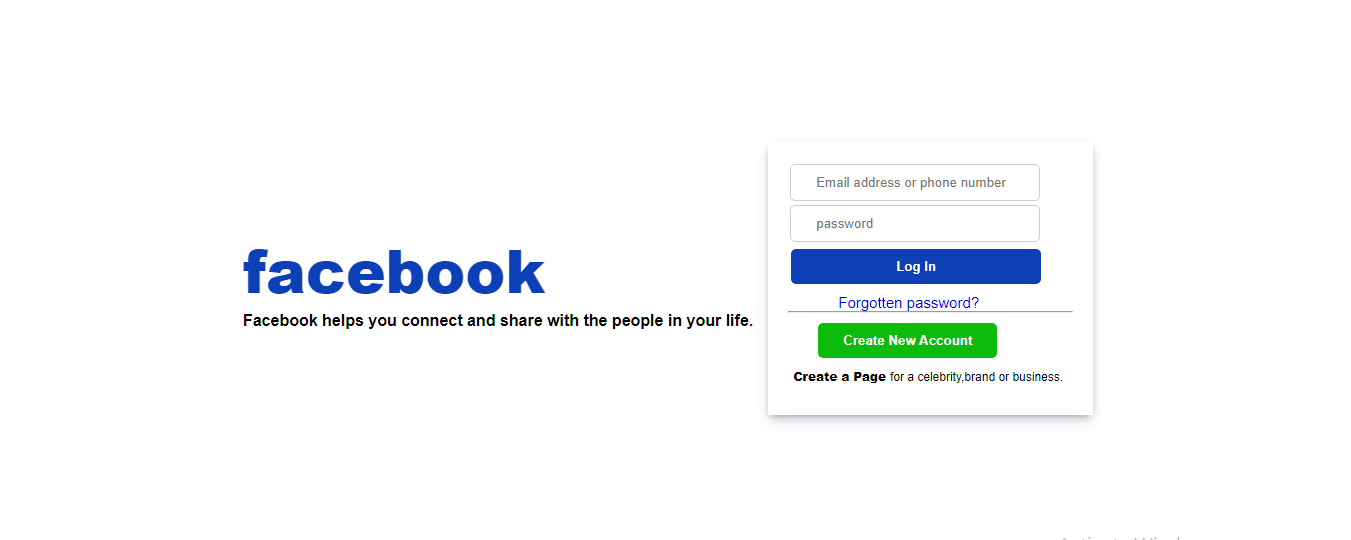 facebook
Facebook helps you connect and share with the people in your life.
Email address or phone number
password
Log In
Forgotten password?
Create New Account
Create a Page for a celebrity,brand or business.